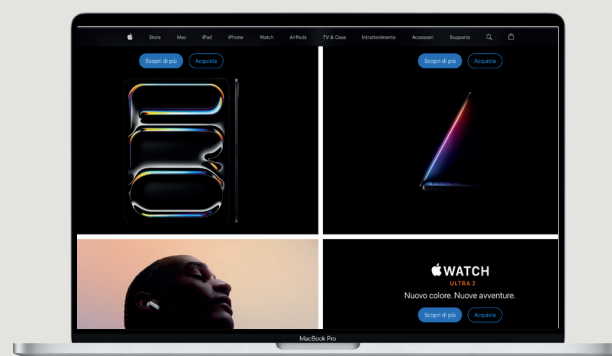 Store Mac iPad iPhone Watch AirPods TV & Casa Intrattenimento Accessori Supporto
Scopri di più Acquista
Scopri di più Acquista
WATCH
ULTRA 2
Nuovo colore. Nuove avventure.
Scopri di più Acquista
MacBook Pro